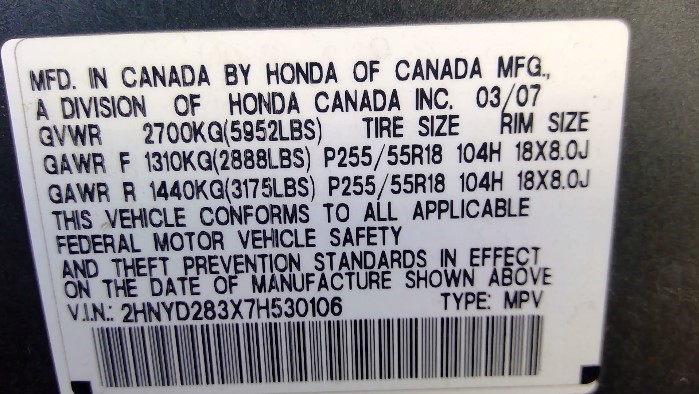 MFD. IN CANADA BY HONDA OF CANADA MFG.,
A DIVISION OF HONDA CANADA INC. 03/07
GVWR 2700KG(5952LBS) TIRE SIZE RIM SIZE
GAWR F 1310KG(2888LBS) P255/55R18 104H 18X8.0J
GAWR R 1440KG(3175LBS) P255/55R18 104H 18X8.0J
THIS VEHICLE CONFORMS TO ALL APPLICABLE
FEDERAL MOTOR VEHICLE SAFETY
AND THEFT PREVENTION STANDARDS IN EFFECT
ON THE DATE OF MANUFACTURE SHOWN ABOVE
V.I.N.: 2HNYD283X7H530106 TYPE: MPV